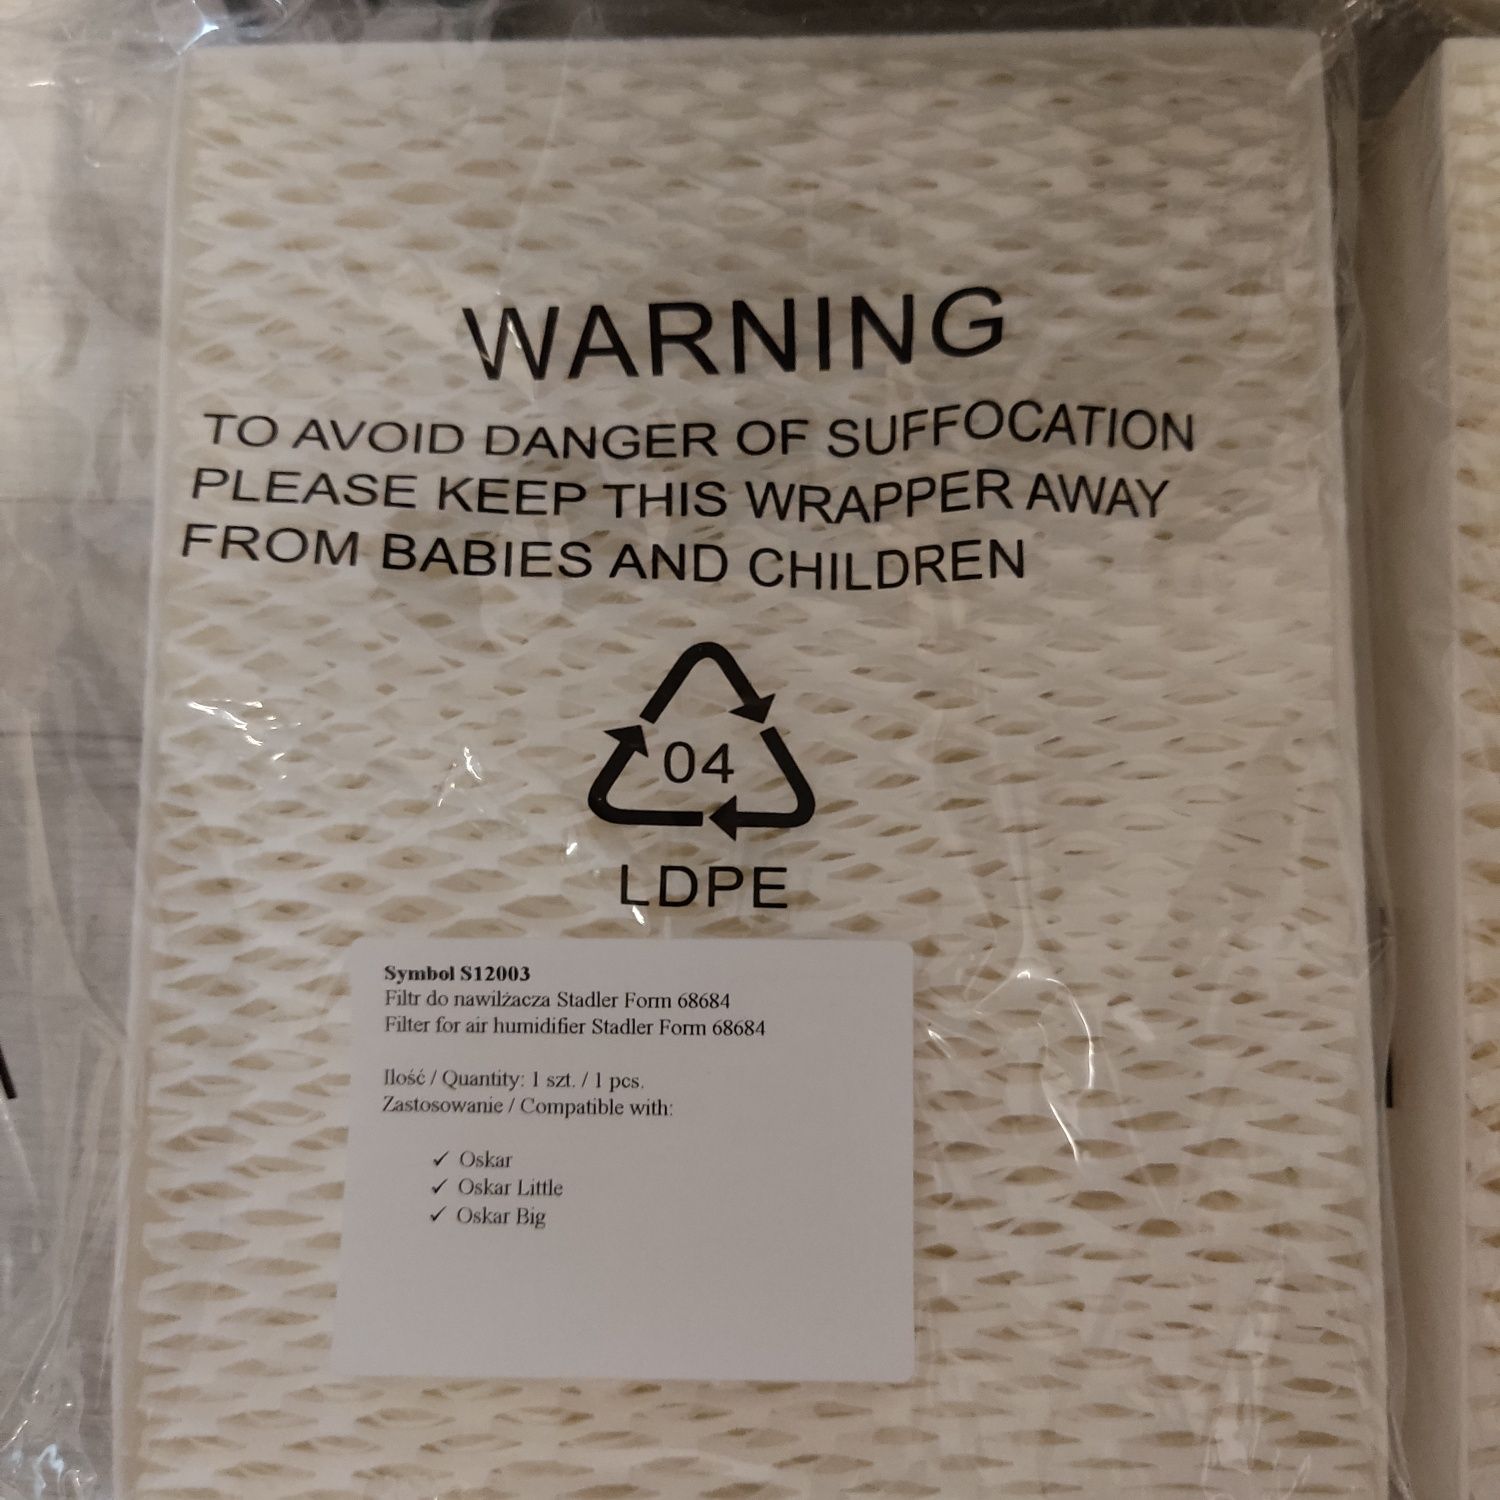 WARNING
TO AVOID DANGER OF SUFFOCATION
PLEASE KEEP THIS WRAPPER AWAY
FROM BABIES AND CHILDREN
04
LDPE
Symbol S12003
Filtr do nawilżacza Stadler Form 68684
Filter for air humidifier Stadler Form 68684
Ilość / Quantity: 1 szt. / 1 pcs.
Zastosowanie / Compatible with:
✓ Oskar
✓ Oskar Little
✓ Oskar Big